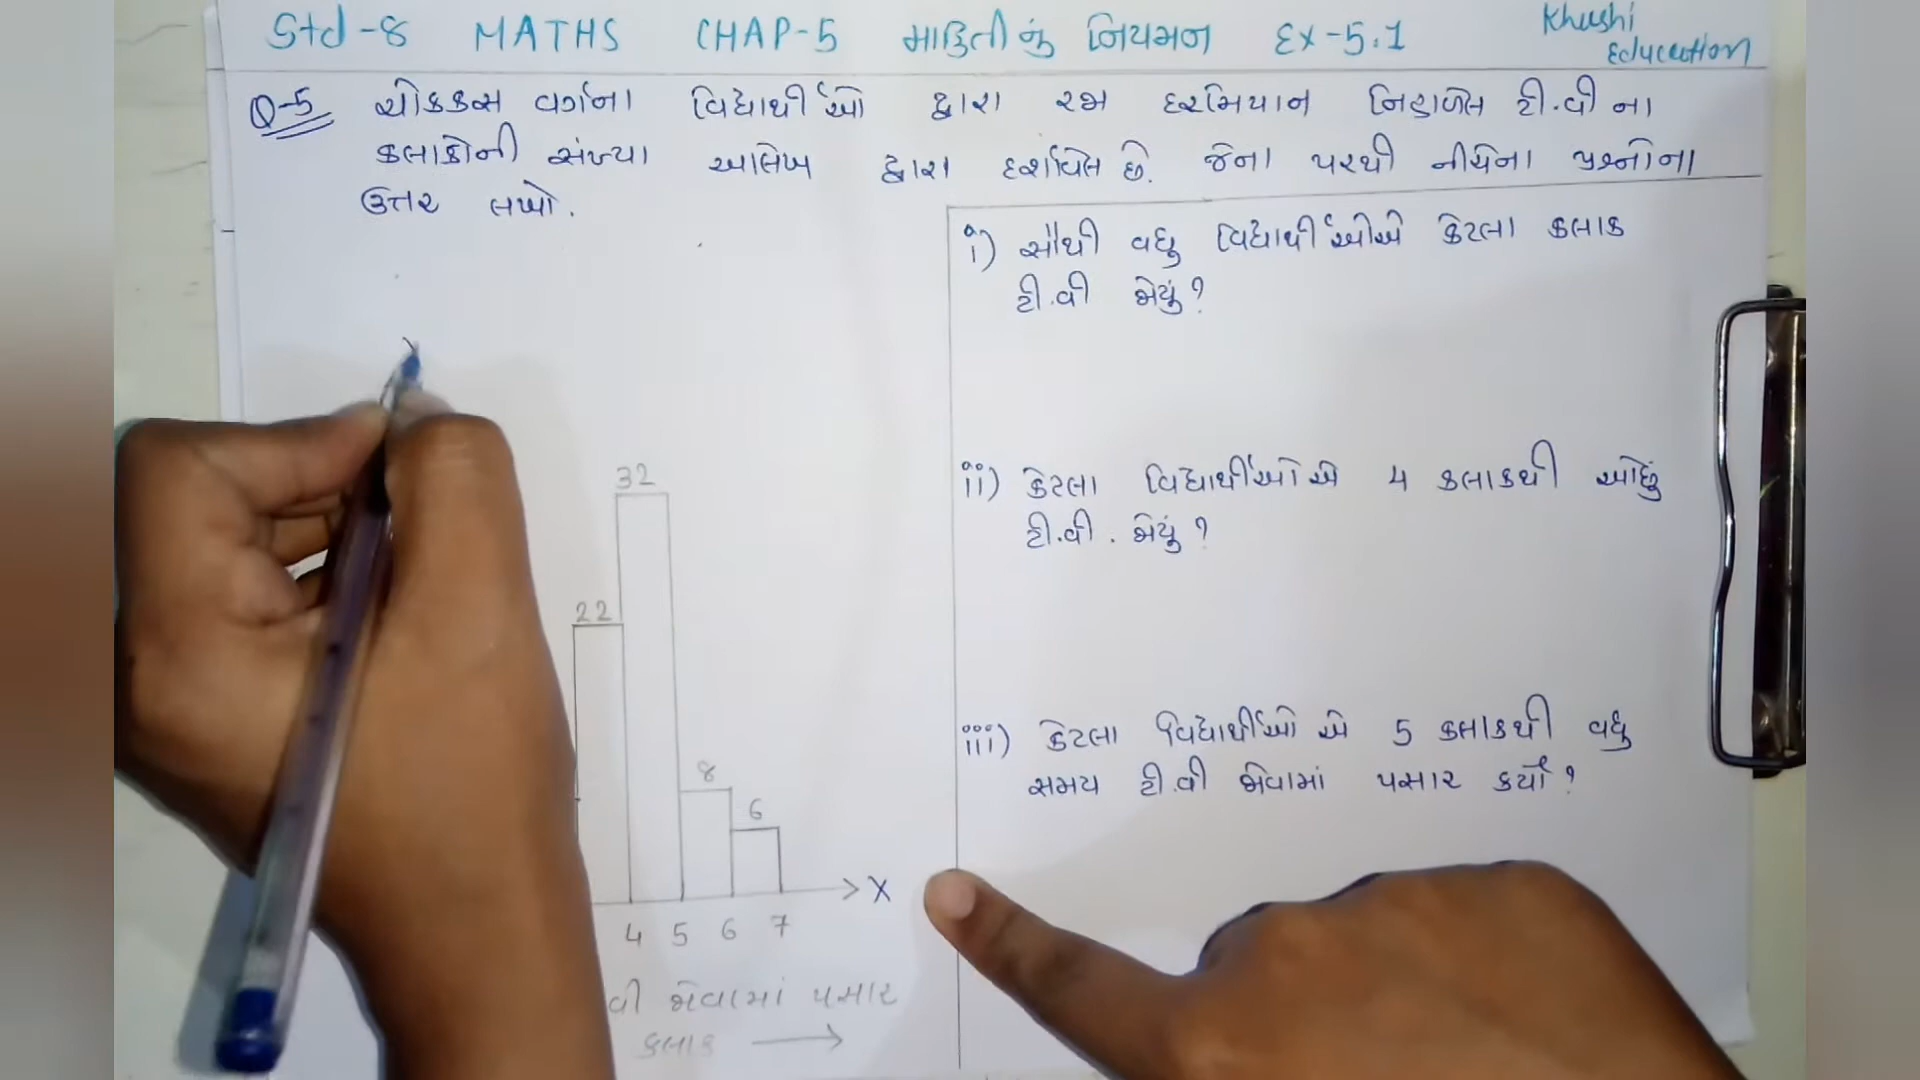 Std-8 MATHS CHAP-5 માહિતીનું નિયમન Ex-5.1 Khushi Education
Q-5 ચોક્કસ વર્ગના વિદ્યાર્થીઓ દ્વારા રજા દરમિયાન નિહાળેલ ટી.વી ના
કલાકોની સંખ્યા આલેખ દ્વારા દર્શાવેલ છે. જેના પરથી નીચેના પ્રશ્નોના
ઉત્તર લખો.
i) સૌથી વધુ વિદ્યાર્થીઓએ કેટલા કલાક
ટી.વી જોયું?
ii) કેટલા વિદ્યાર્થીઓએ 4 કલાકથી ઓછું
ટી.વી. જોયું?
iii) કેટલા વિદ્યાર્થીઓ એ 5 કલાકથી વધુ
સમય ટી.વી જોવામાં પસાર કર્યો?
32
22
8
6
X
4 5 6 7
વી જોવામાં પસાર
કલાક